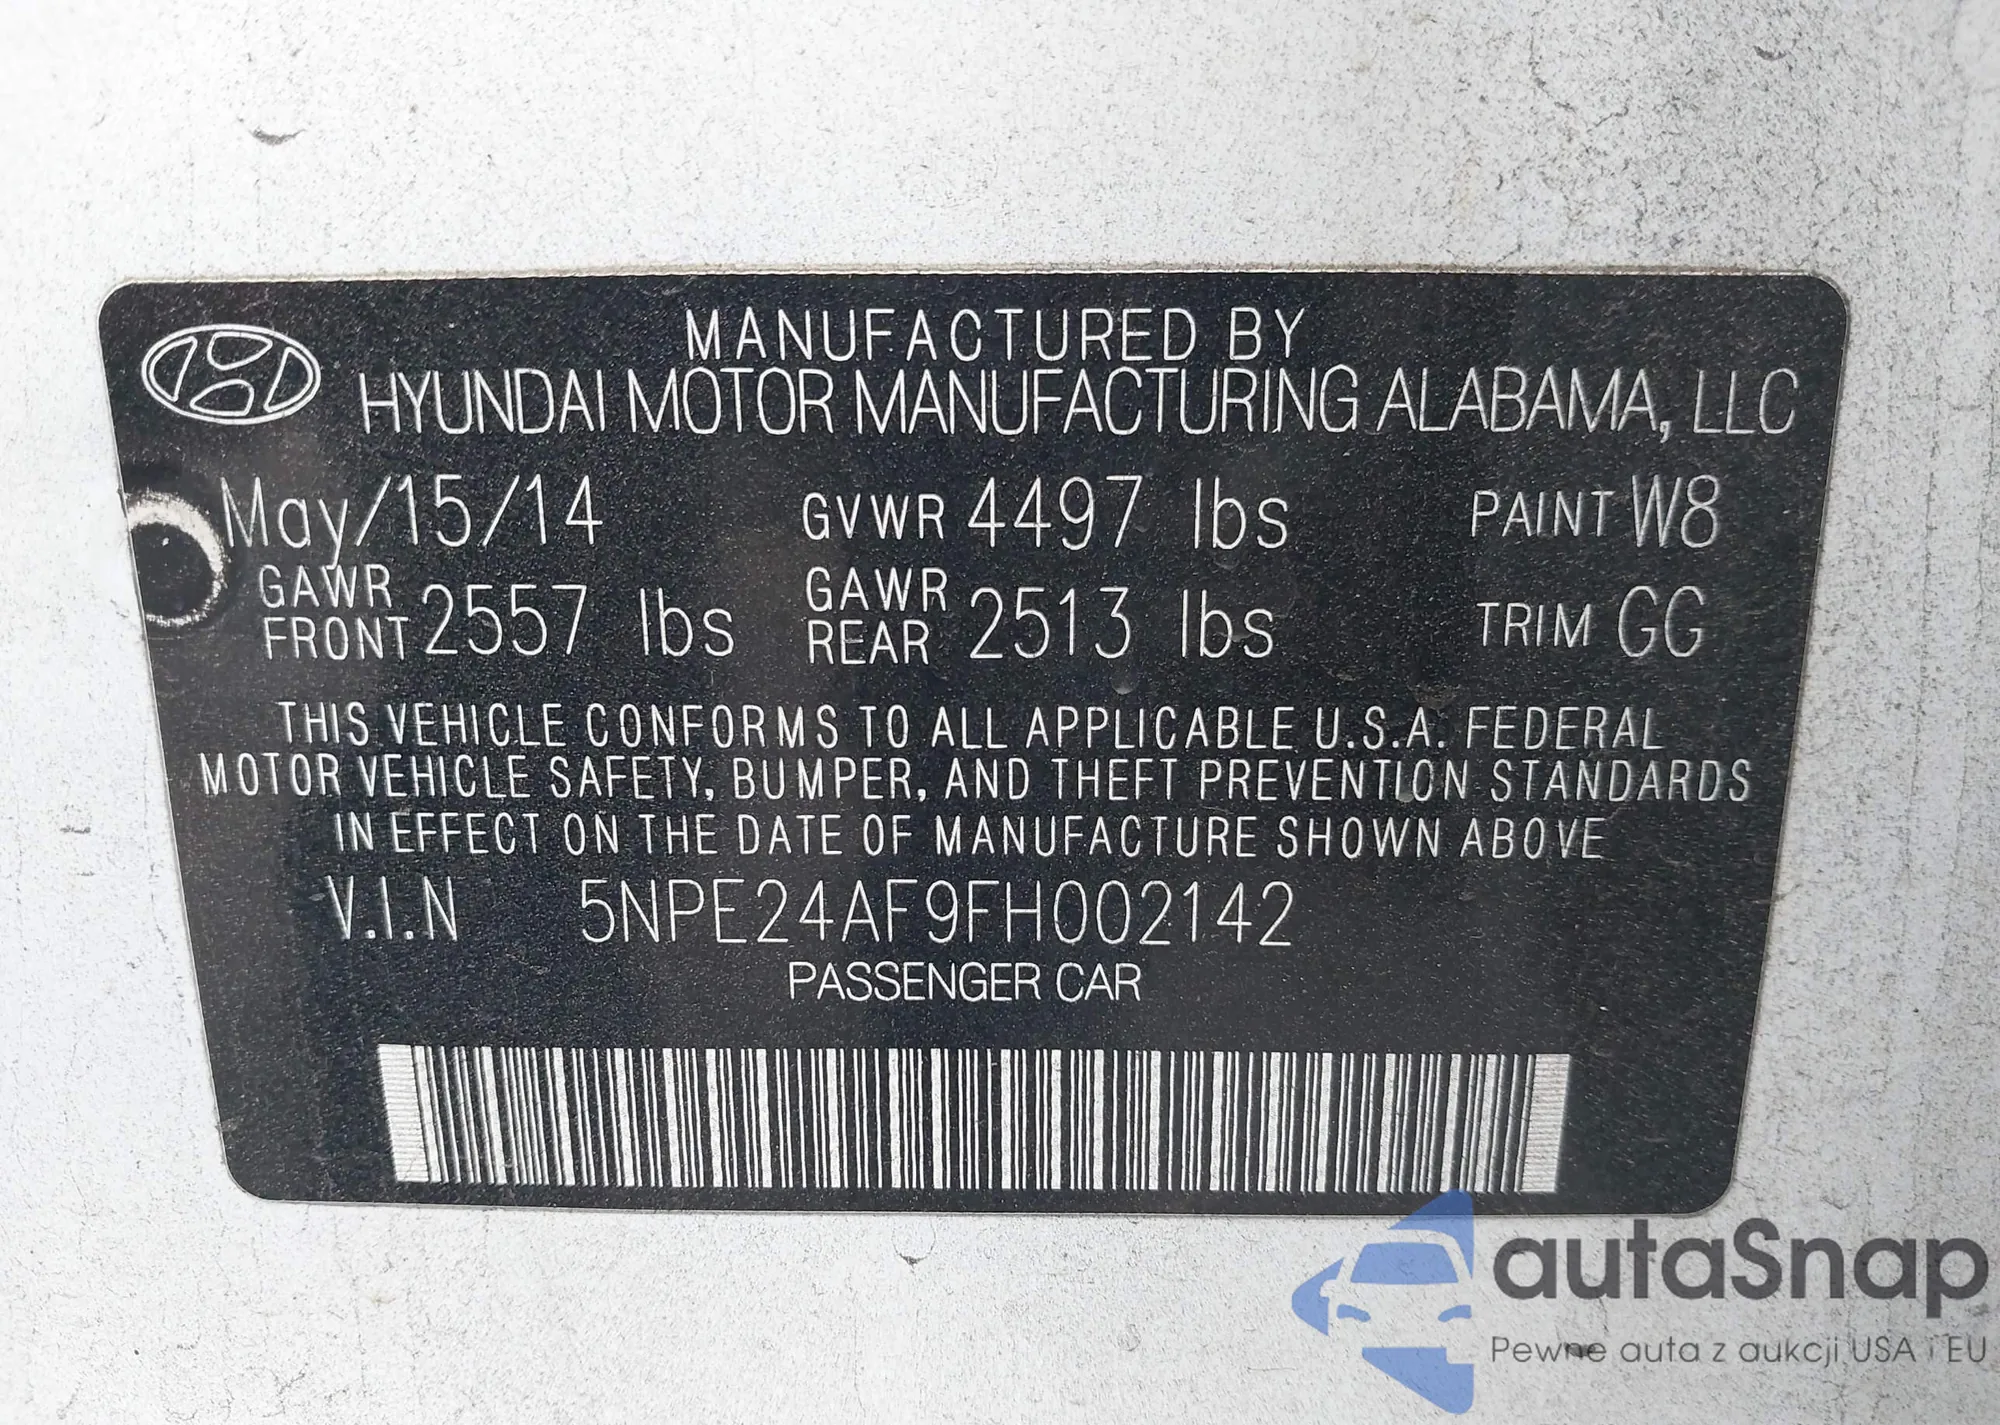 MANUFACTURED BY
HYUNDAI MOTOR MANUFACTURING ALABAMA, LLC
May/15/14 GVWR 4497 lbs PAINT W8
GAWR FRONT 2557 lbs GAWR REAR 2513 lbs TRIM GG
THIS VEHICLE CONFORMS TO ALL APPLICABLE U.S.A. FEDERAL
MOTOR VEHICLE SAFETY, BUMPER, AND THEFT PREVENTION STANDARDS
IN EFFECT ON THE DATE OF MANUFACTURE SHOWN ABOVE
V.I.N 5NPE24AF9FH002142
PASSENGER CAR
autaSnap
Pewne auta z aukcji USA i EU